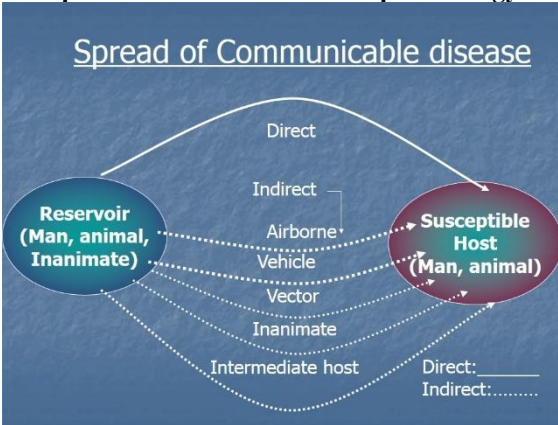 Spread of Communicable disease
Direct
Indirect
Reservoir
(Man, animal,
Inanimate)
Airborne
Vehicle
Vector
Inanimate
Intermediate host
Susceptible
Host
(Man, animal)
Direct:_______
Indirect:.........